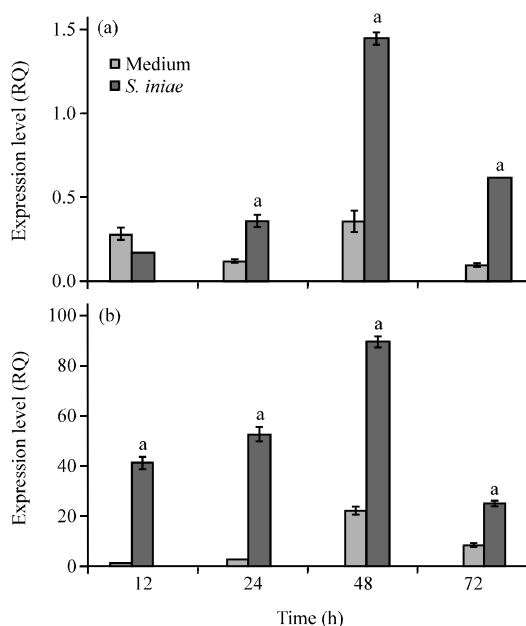 (a)
Medium
S. iniae
Expression level (RQ)
1.5
1.0
0.5
0.0
a
a
a
(b)
Expression level (RQ)
100
80
60
40
20
0
a
a
a
a
12 24 48 72
Time (h)